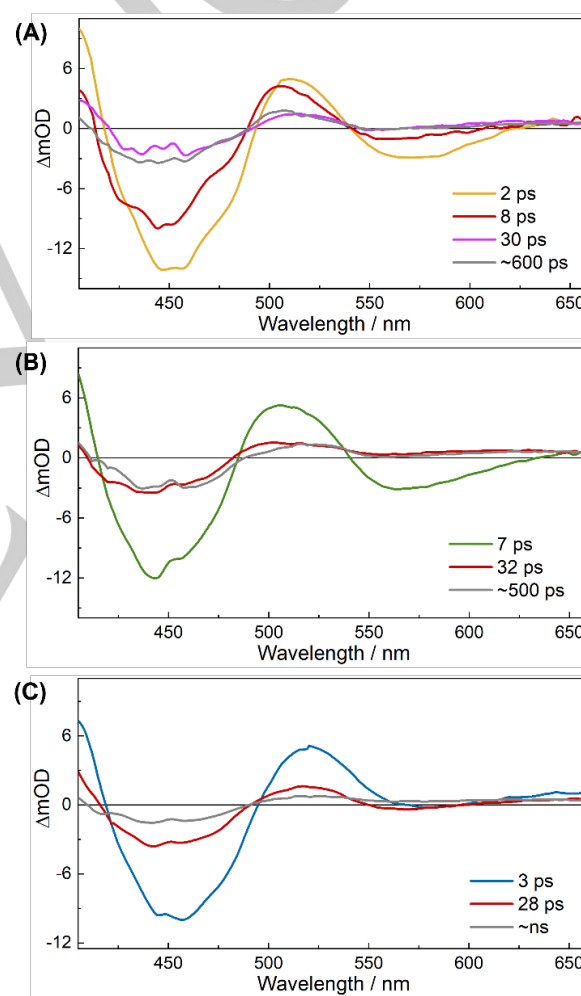 (A)
6
0
-6
-12
ΔmOD
2 ps
8 ps
30 ps
~600 ps
450 500 550 600 650
Wavelength / nm
(B)
6
0
-6
-12
ΔmOD
7 ps
32 ps
~500 ps
450 500 550 600 650
Wavelength / nm
(C)
6
0
-6
-12
ΔmOD
3 ps
28 ps
~ns
450 500 550 600 650
Wavelength / nm